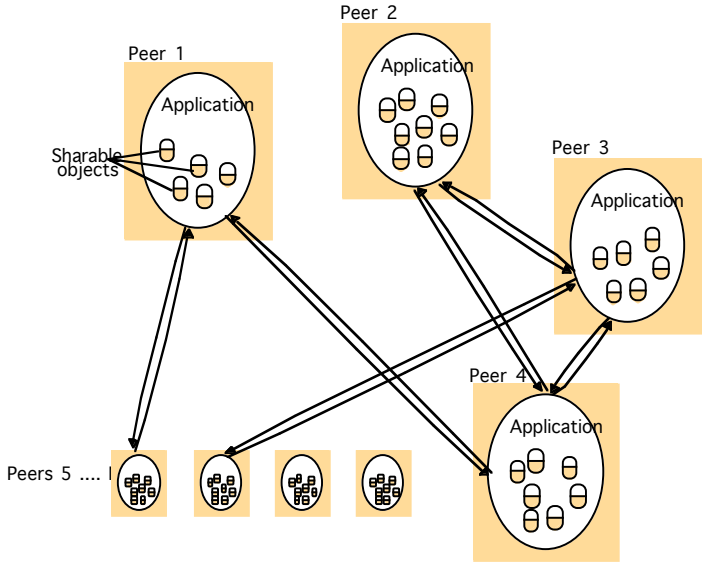 Peer 2
Peer 1
Application
Application
Sharable
objects
Peer 3
Application
Peer 4
Application
Peers 5 ....